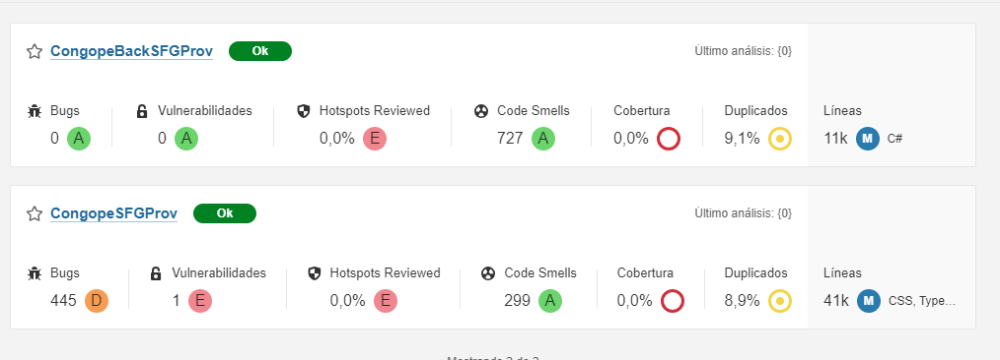 CongopeBackSFGProv Ok Último análisis: {0}
Bugs Vulnerabilidades Hotspots Reviewed Code Smells Cobertura Duplicados Líneas
0 A 0 A 0,0% E 727 A 0,0% 9,1% 11k M C#
CongopeSFGProv Ok Último análisis: {0}
Bugs Vulnerabilidades Hotspots Reviewed Code Smells Cobertura Duplicados Líneas
445 D 1 E 0,0% E 299 A 0,0% 8,9% 41k M CSS, Type...